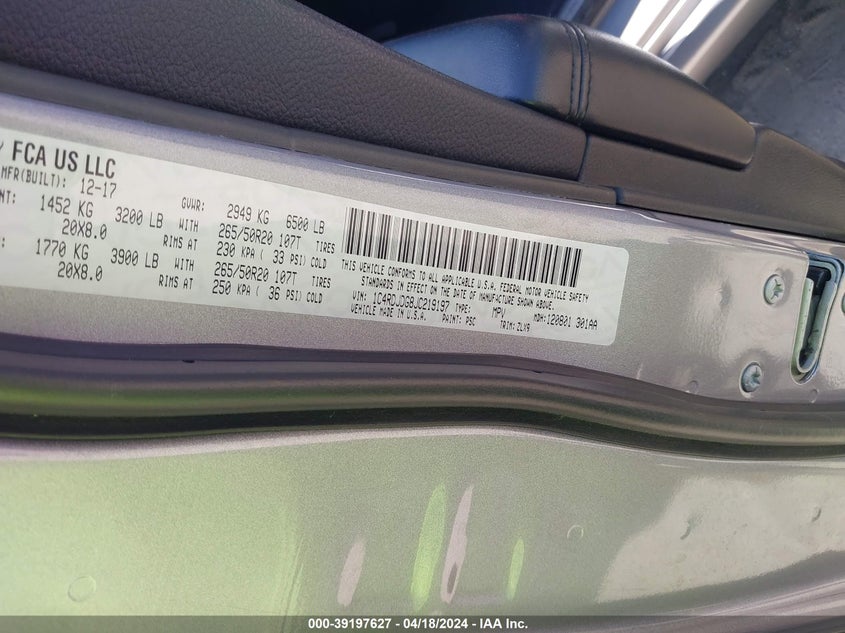 FCA US LLC
MFR(BUILT): 12-17
GVWR: 2949 KG 6500 LB
1452 KG 3200 LB WITH 265/50R20 107T TIRES
20X8.0 RIMS AT 230 KPA ( 33 PSI) COLD
1770 KG 3900 LB WITH 265/50R20 107T TIRES
20X8.0 RIMS AT 250 KPA ( 36 PSI) COLD
THIS VEHICLE CONFORMS TO ALL APPLICABLE U.S.A. FEDERAL MOTOR VEHICLE SAFETY
STANDARDS IN EFFECT ON THE DATE OF MANUFACTURE SHOWN ABOVE.
VIN: 1C4RDJDG8JC219197 TYPE: MPV MDH:120801 301AA
VEHICLE MADE IN U.S.A. PAINT: PSC TRIM: ZLX9
000-39197627 - 04/18/2024 - IAA Inc.